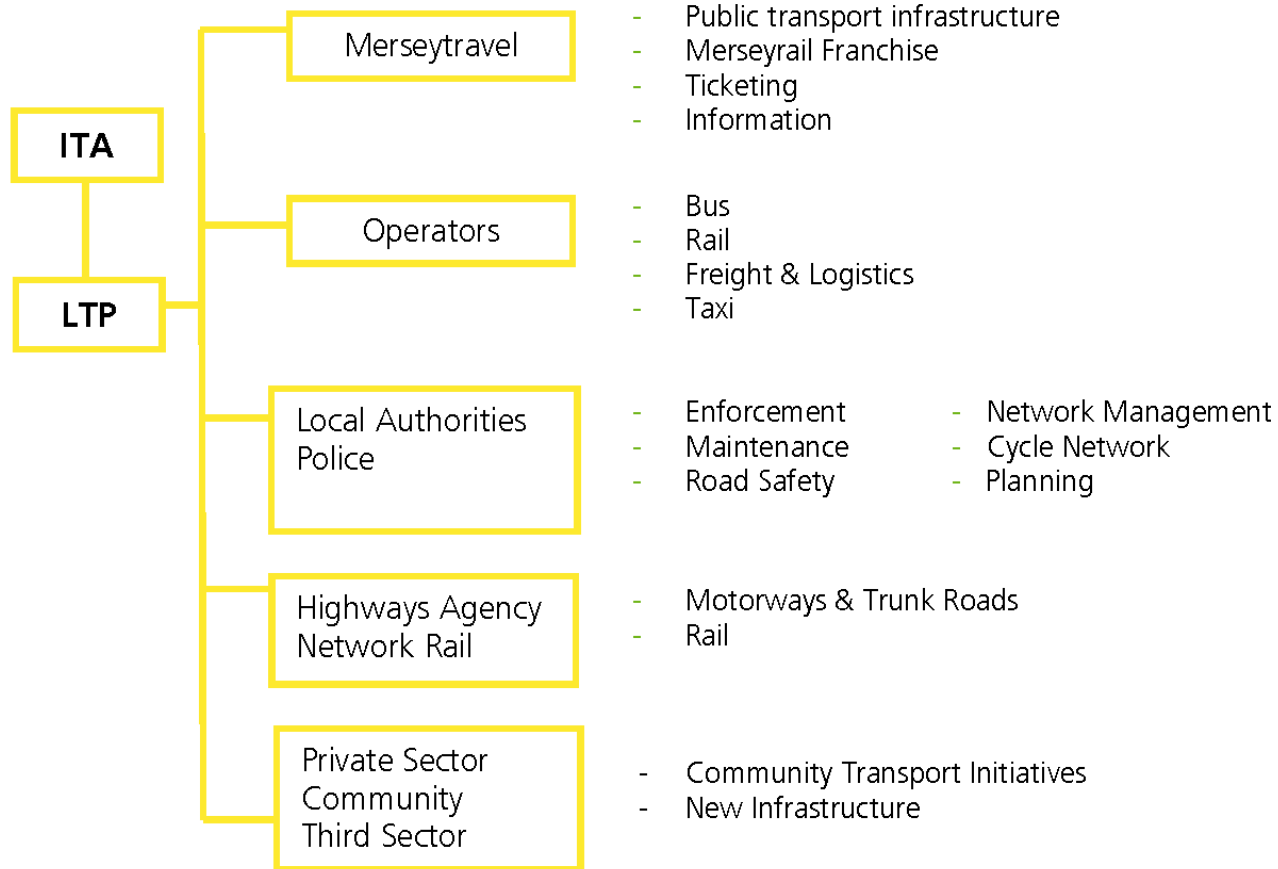 ITA
LTP
Merseytravel
- Public transport infrastructure
- Merseyrail Franchise
- Ticketing
- Information
Operators
- Bus
- Rail
- Freight & Logistics
- Taxi
Local Authorities
Police
- Enforcement
- Maintenance
- Road Safety
- Network Management
- Cycle Network
- Planning
Highways Agency
Network Rail
- Motorways & Trunk Roads
- Rail
Private Sector
Community
Third Sector
- Community Transport Initiatives
- New Infrastructure